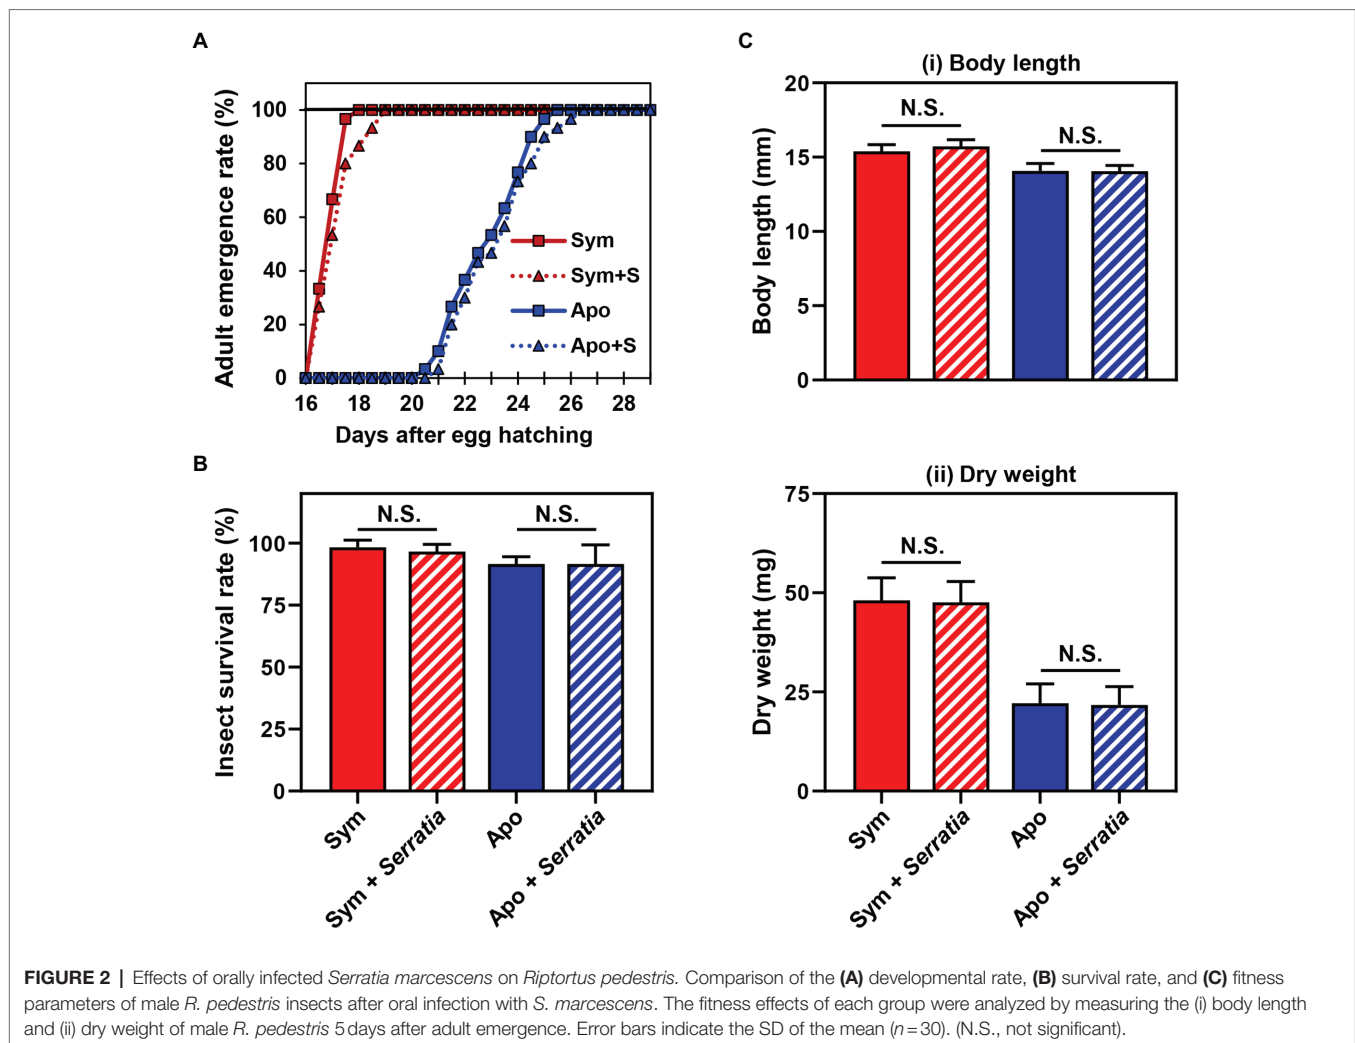 A
Adult emergence rate (%)
100
80
60
40
20
0
16 18 20 22 24 26 28
Days after egg hatching
Sym
Sym+S
Apo
Apo+S
B
Insect survival rate (%)
100
75
50
25
0
N.S. N.S.
Sym
Sym + Serratia
Apo
Apo + Serratia
C
(i) Body length
Body length (mm)
20
15
10
5
0
N.S. N.S.
(ii) Dry weight
Dry weight (mg)
75
50
25
0
N.S.
N.S.
Sym
Sym + Serratia
Apo
Apo + Serratia
FIGURE 2 | Effects of orally infected Serratia marcescens on Riptortus pedestris. Comparison of the (A) developmental rate, (B) survival rate, and (C) fitness
parameters of male R. pedestris insects after oral infection with S. marcescens. The fitness effects of each group were analyzed by measuring the (i) body length
and (ii) dry weight of male R. pedestris 5 days after adult emergence. Error bars indicate the SD of the mean (n=30). (N.S., not significant).